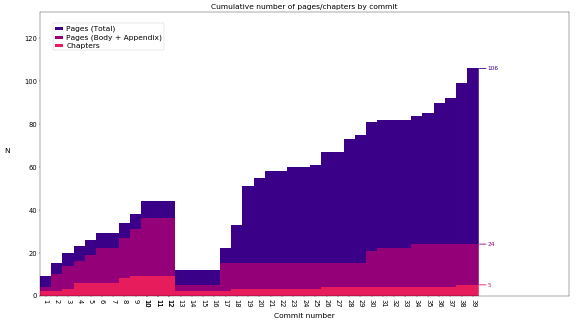 Cumulative number of pages/chapters by commit
Pages (Total)
Pages (Body + Appendix)
Chapters
120
100
80
60
40
20
0
N
106
24
5
1 2 3 4 5 6 7 8 9 10 11 12 13 14 15 16 17 18 19 20 21 22 23 24 25 26 27 28 29 30 31 32 33 34 35 36 37 38 39
Commit number